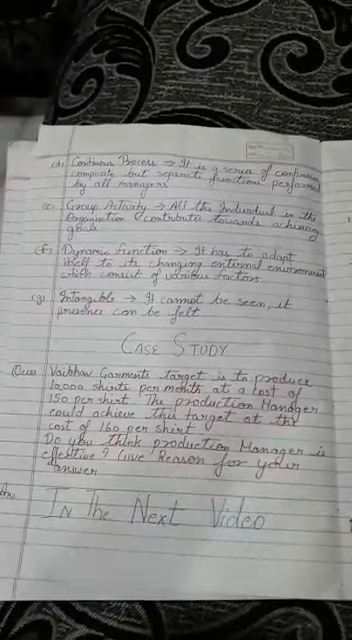 (d) Continuous Process → It is a series of continuous
composite but separate functions performed
by all managers
(e) Group Activity → All the Individual in the
Organisation contribute towards achieving
goals
(f) Dynamic function → It has to adapt
itself to its changing external environment
which consist of various factors.
(g) Intangible → It cannot be seen, it
presence can be felt
CASE STUDY
Ques Vaibhav Garments target is to produce
10,000 shirts per month at a cost of
150 per shirt The production Manager
could achieve this target at the
cost of 160 per shirt
Do you think production Manager is
effective? Give Reason for your
answer
Ans
IN The Next Video